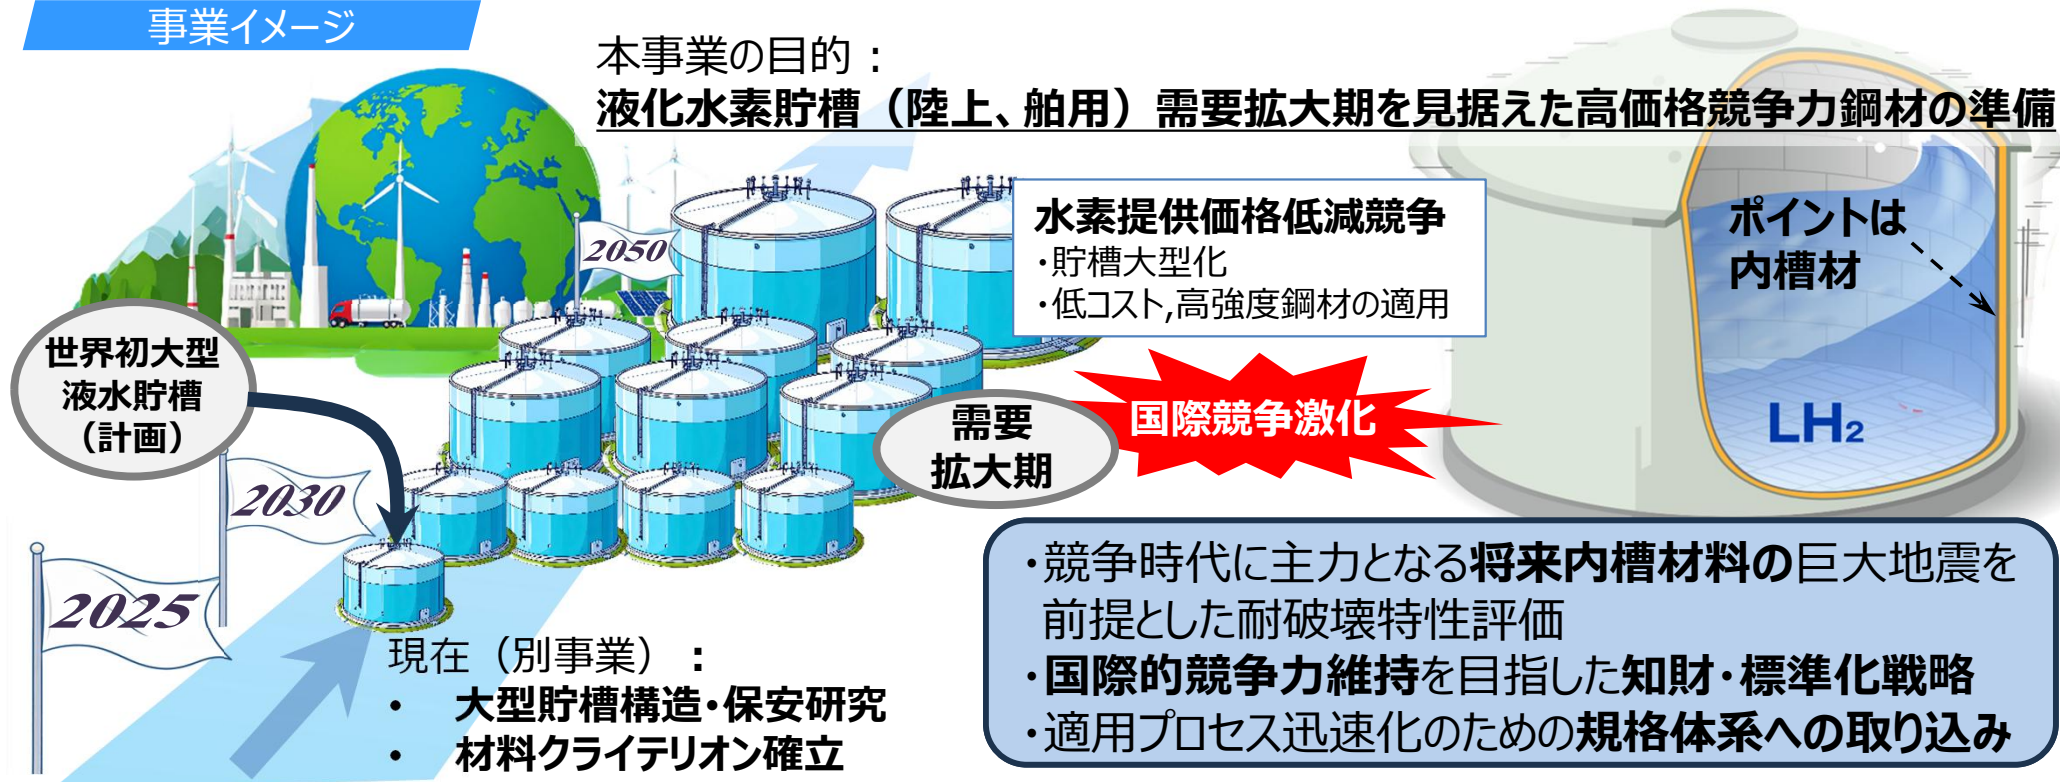 事業イメージ
本事業の目的：
液化水素貯槽（陸上、舶用）需要拡大期を見据えた高価格競争力鋼材の準備
2050
水素提供価格低減競争
・貯槽大型化
・低コスト,高強度鋼材の適用
ポイントは
内槽材
世界初大型
液水貯槽
（計画）
需要
拡大期
国際競争激化
LH₂
2030
2025
現在（別事業）：
• 大型貯槽構造・保安研究
• 材料クライテリオン確立
・競争時代に主力となる将来内槽材料の巨大地震を
前提とした耐破壊特性評価
・国際的競争力維持を目指した知財・標準化戦略
・適用プロセス迅速化のための規格体系への取り込み